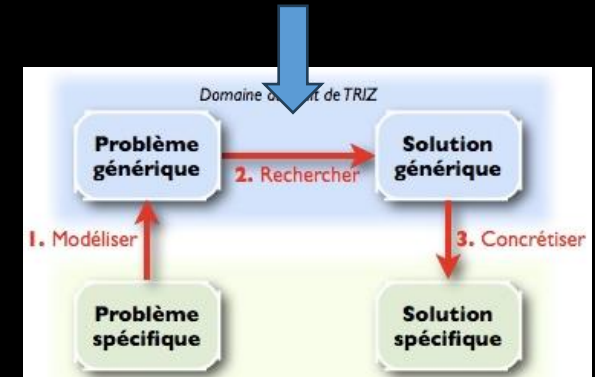 Domaine de TRIZ
Problème
générique
Solution
générique
2. Rechercher
1. Modéliser
3. Concrétiser
Problème
spécifique
Solution
spécifique